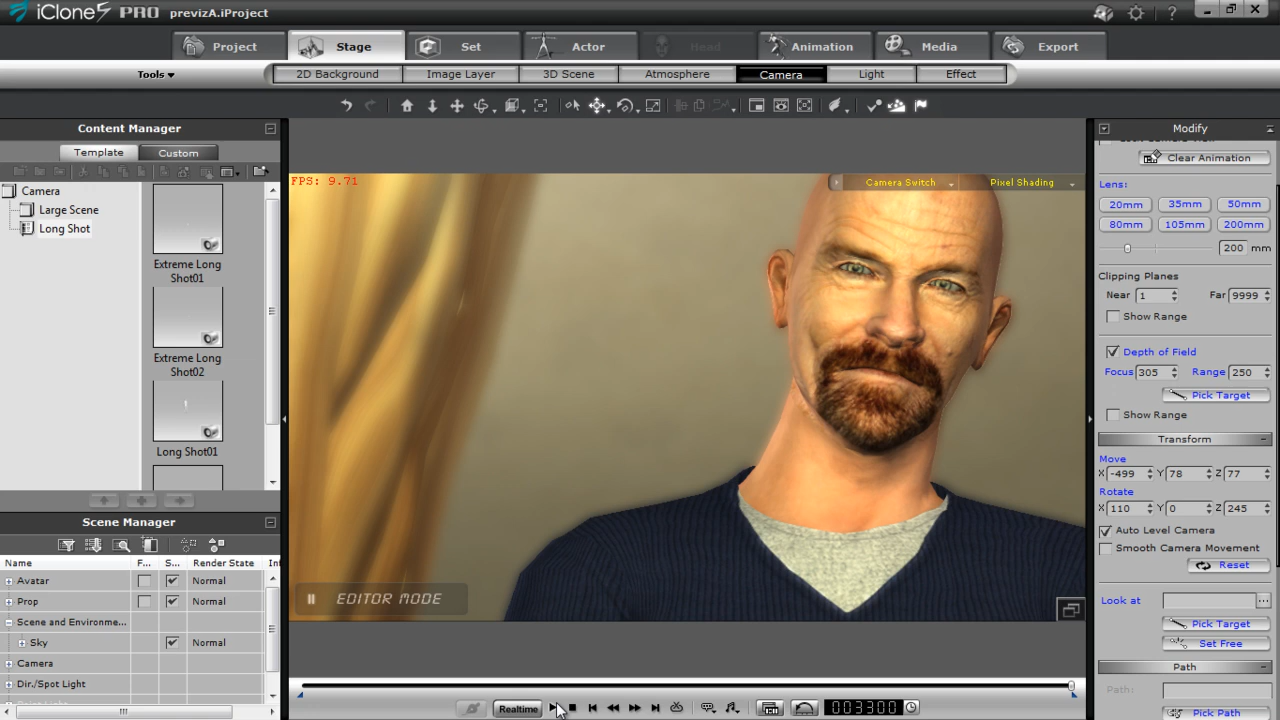 iClone5 PRO previzA.iProject
Project Stage Set Actor Head Animation Media Export
Tools 2D Background Image Layer 3D Scene Atmosphere Camera Light Effect
Content Manager
Template Custom
Camera
Large Scene
Long Shot
Extreme Long
Shot01
Extreme Long
Shot02
Long Shot01
Scene Manager
Name F... S... Render State
Avatar Normal
Prop Normal
Scene and Environme...
Sky Normal
Camera
Dir./Spot Light
FPS: 9.71
Camera Switch Pixel Shading
EDITOR MODE
Realtime
003300
Modify
Clear Animation
Lens:
20mm 35mm 50mm
80mm 105mm 200mm
200 mm
Clipping Planes
Near 1 Far 9999
Show Range
Depth of Field
Focus 305 Range 250
Pick Target
Show Range
Transform
Move
X -499 Y 78 Z 77
Rotate
X 110 Y 0 Z 245
Auto Level Camera
Smooth Camera Movement
Reset
Look at ...
Pick Target
Set Free
Path
Path:
Pick Path